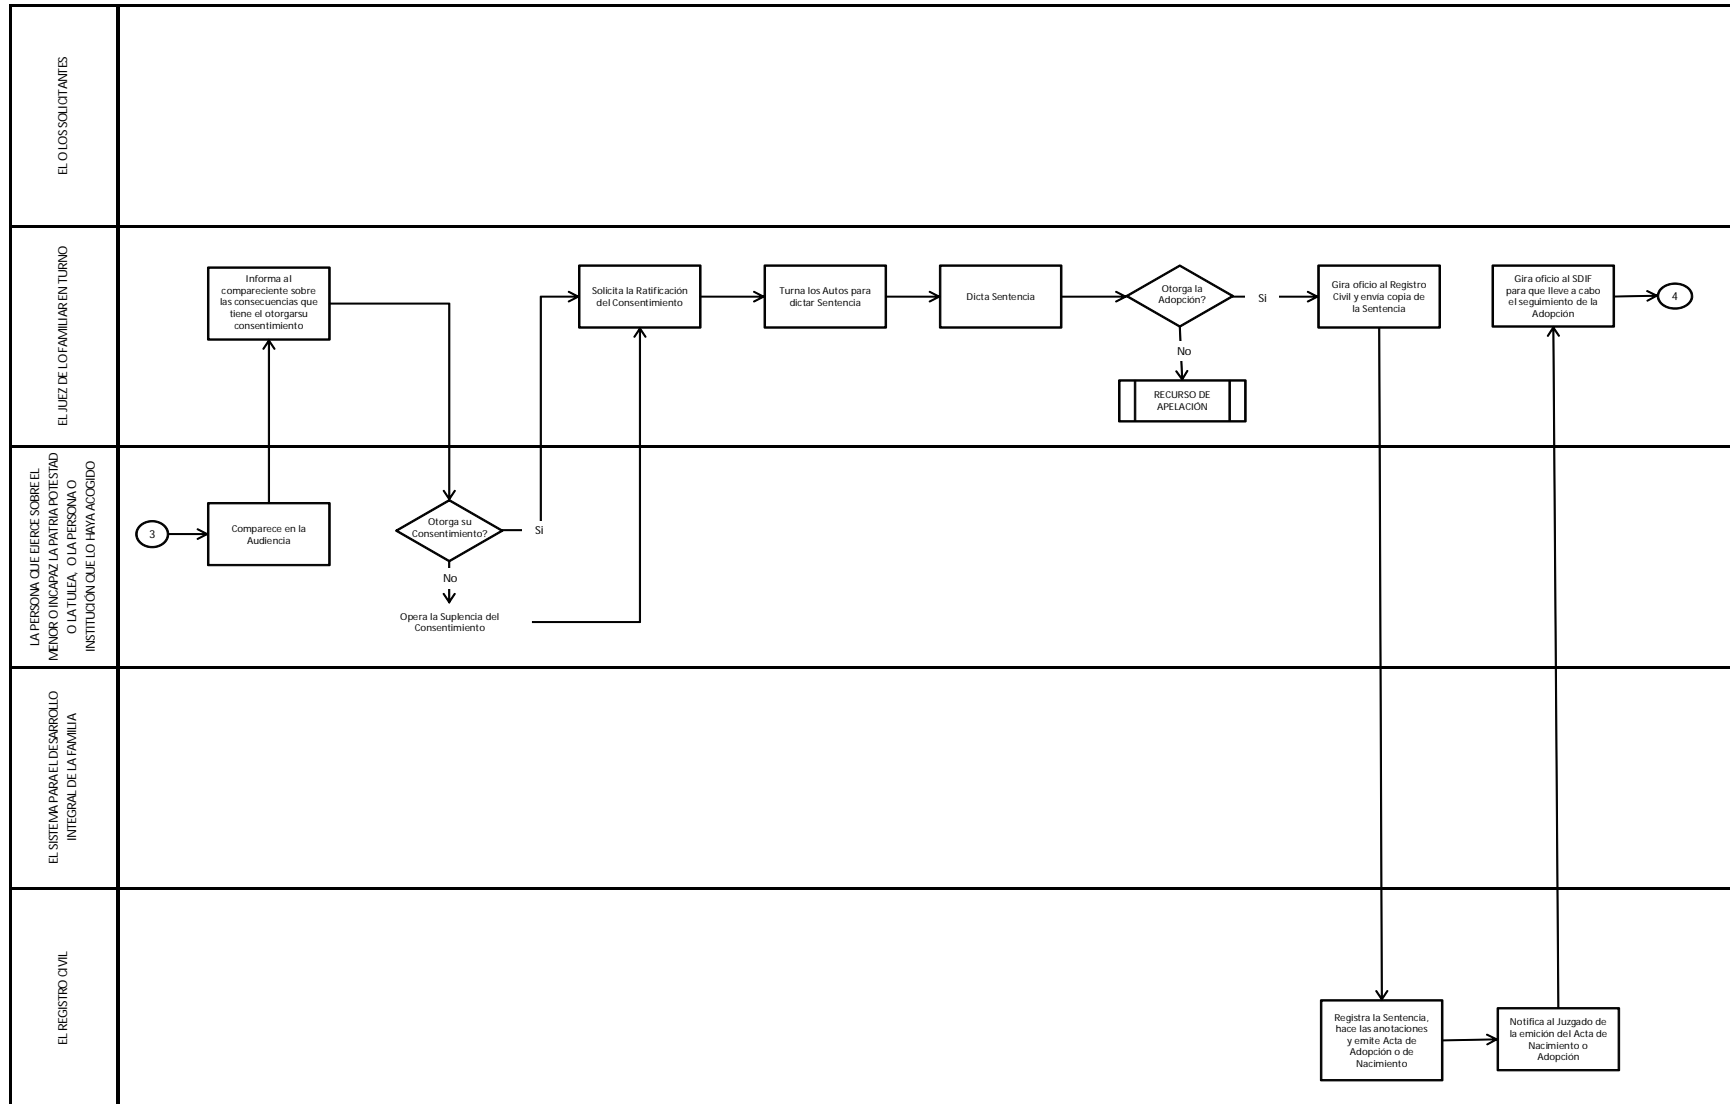 EL O LOS SOLICITANTES
EL JUEZ DE LO FAMILIAR EN TURNO
Informa al
compareciente sobre
las consecuencias que
tiene el otorgarsu
consentimiento
Solicita la Ratificación
del Consentimiento
Turna los Autos para
dictar Sentencia
Dicta Sentencia
Otorga la
Adopción?
Si
No
RECURSO DE
APELACIÓN
Gira oficio al Registro
Civil y envía copia de
la Sentencia
Gira oficio al SDIF
para que lleve a cabo
el seguimiento de la
Adopción
4
LA PERSONA QUE EJERCE SOBRE EL
MENOR O INCAPAZ LA PATRIA POTESTAD
O LA TULEA, O LA PERSONA O
INSTITUCIÓN QUE LO HAYA ACOGIDO
3
Comparece en la
Audiencia
Otorga su
Consentimiento?
Si
No
Opera la Suplencia del
Consentimiento
EL SISTEMA PARA EL DESARROLLO
INTEGRAL DE LA FAMILIA
EL REGISTRO CIVIL
Registra la Sentencia,
hace las anotaciones
y emite Acta de
Adopción o de
Nacimiento
Notifica al Juzgado de
la emición del Acta de
Nacimiento o
Adopción